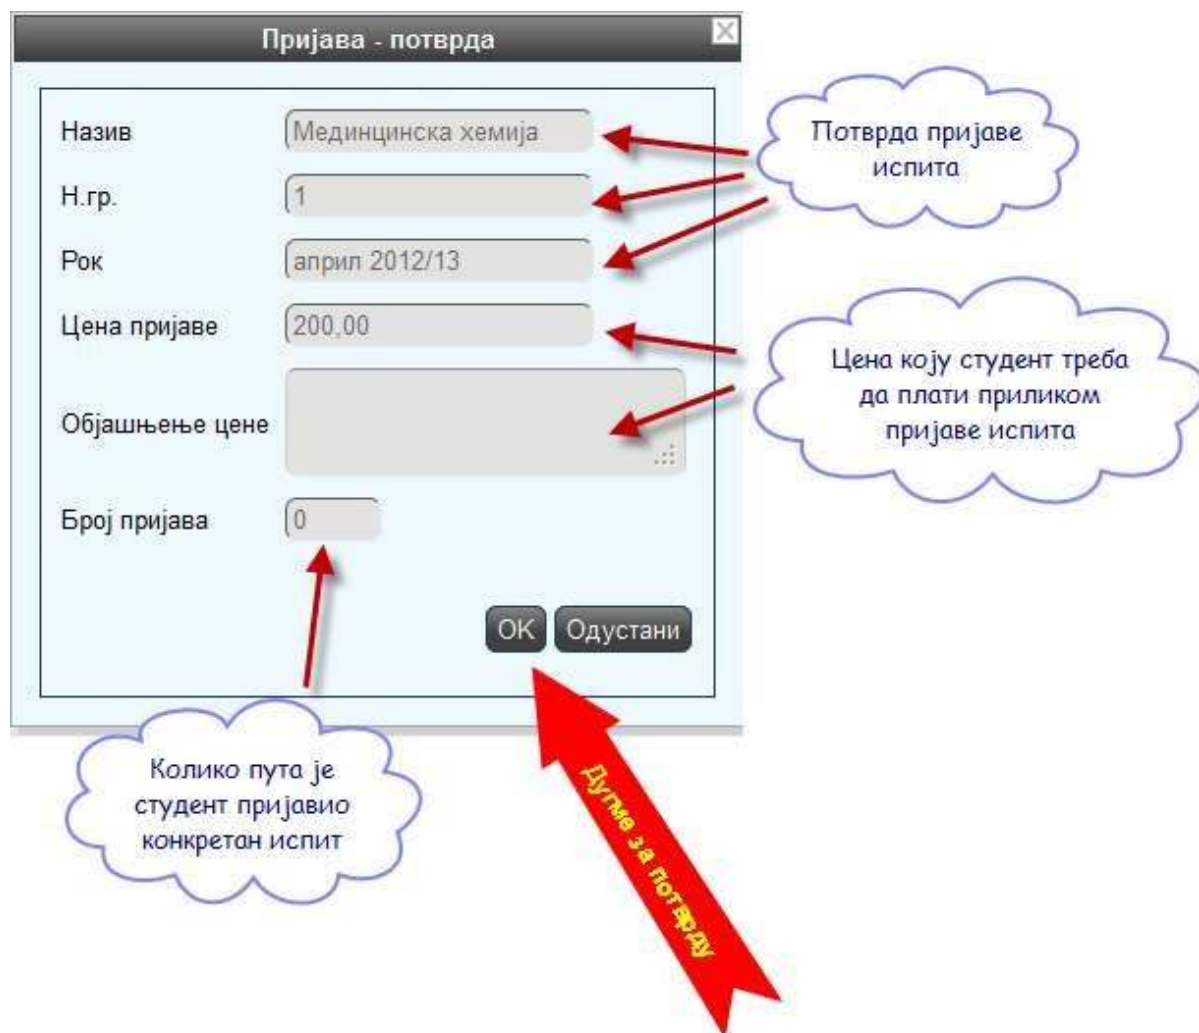 Пријава - потврда
Назив
Мединцинска хемија
Потврда пријаве
испита
Н.гр.
1
Рок
април 2012/13
Цена пријаве
200,00
Цена коју студент треба
да плати приликом
пријаве испита
Објашњење цене
Број пријава
0
OK
Одустани
Колико пута је
студент пријавио
конкретан испит
Дугме за потврду